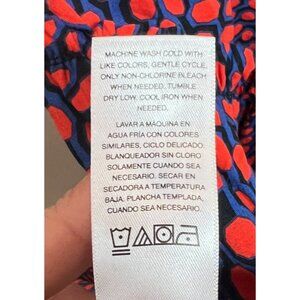 MACHINE WASH COLD WITH
LIKE COLORS, GENTLE CYCLE,
ONLY NON-CHLORINE BLEACH
WHEN NEEDED, TUMBLE
DRY LOW. COOL IRON WHEN
NEEDED.
LAVAR A MAQUINA EN
AGUA FRIA CON COLORES
SIMILARES, CICLO DELICADO.
BLANQUEADOR SIN CLORO
SOLAMENTE CUANDO SEA
NECESARIO. SECAR EN
SECADORA A TEMPERATURA
BAJA. PLANCHA TEMPLADA,
CUANDO SEA NECESARIO.